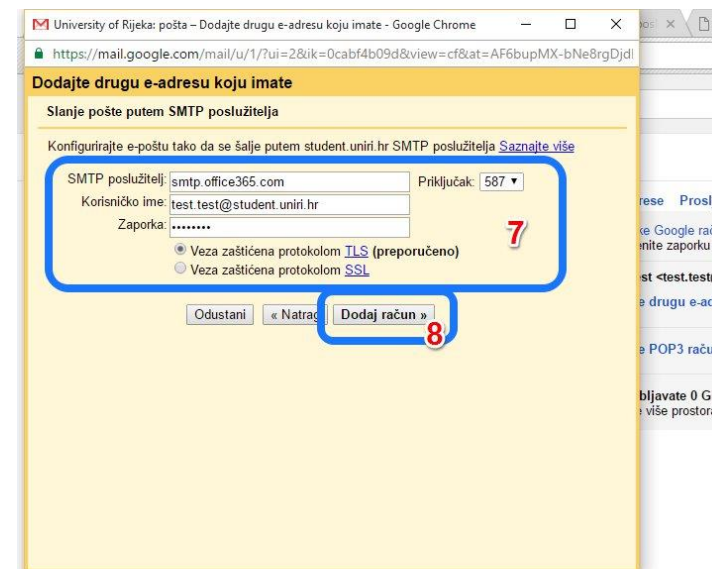 University of Rijeka: pošta – Dodajte drugu e-adresu koju imate - Google Chrome
https://mail.google.com/mail/u/1/?ui=2&ik=0cabf4b09d&view=cf&at=AF6bupMX-bNe8rgDjdl
Dodajte drugu e-adresu koju imate
Slanje pošte putem SMTP poslužitelja
Konfigurirajte e-poštu tako da se šalje putem student.uniri.hr SMTP poslužitelja Saznajte više
SMTP poslužitelj: smtp.office365.com Priključak: 587
Korisničko ime: test.test@student.uniri.hr
Zaporka: ••••••••
7
Veza zaštićena protokolom TLS (preporučeno)
Veza zaštićena protokolom SSL
Odustani « Natrag Dodaj račun »
8
rese Prosl
ke Google rač
enite zaporku
st <test.test
e drugu e-ad
e POP3 raču
bljavate 0 G
više prostora